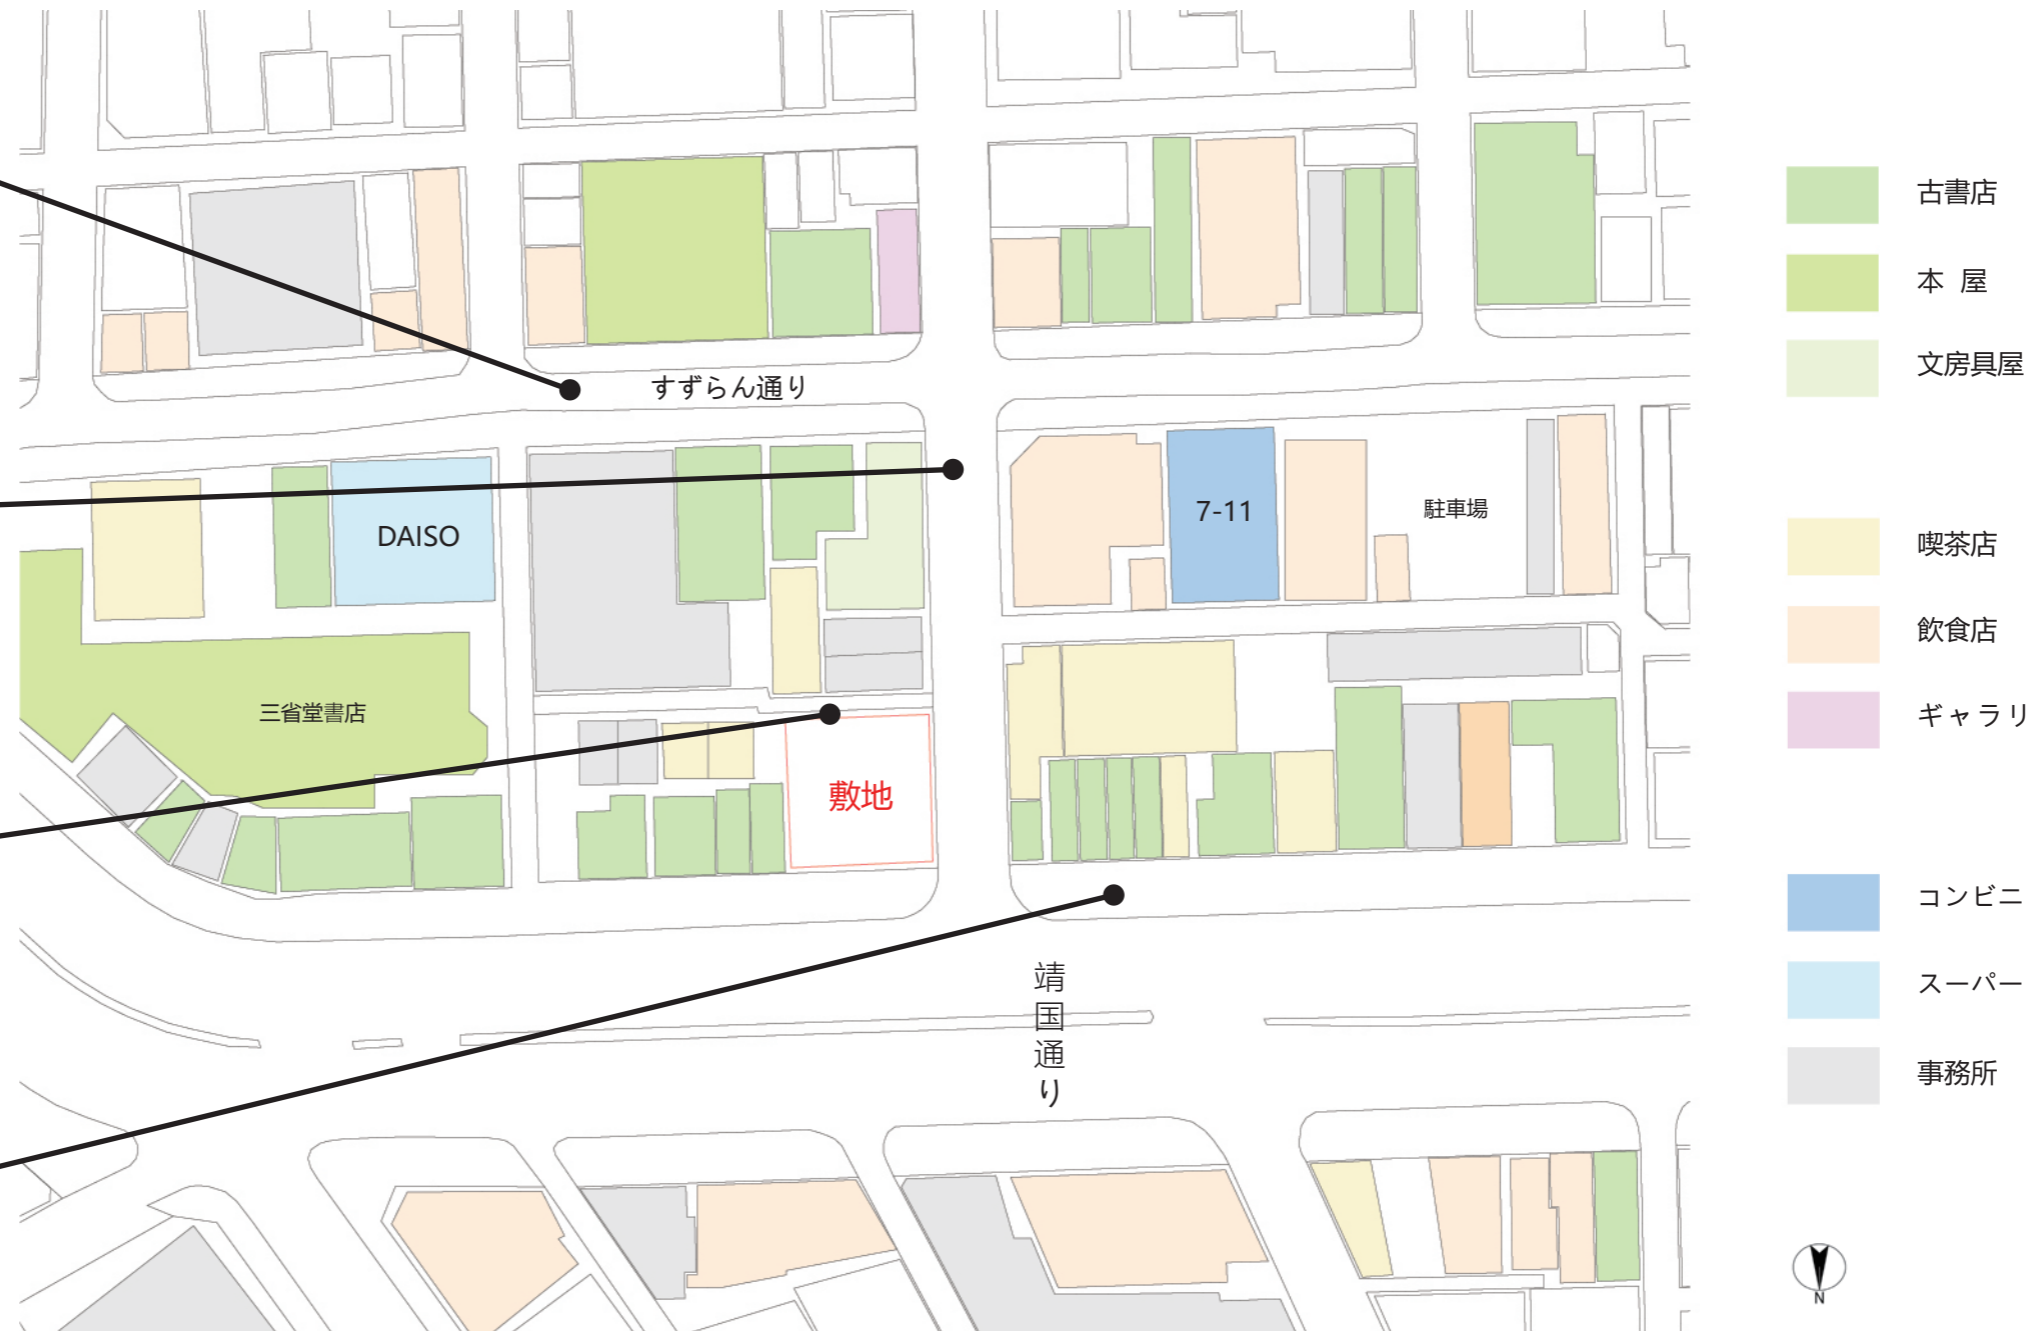 すずらん通り
DAISO
7-11
駐車場
三省堂書店
敷地
靖国通り
古書店
本 屋
文房具屋
喫茶店
飲食店
ギャラリ
コンビニ
スーパー
事務所
N